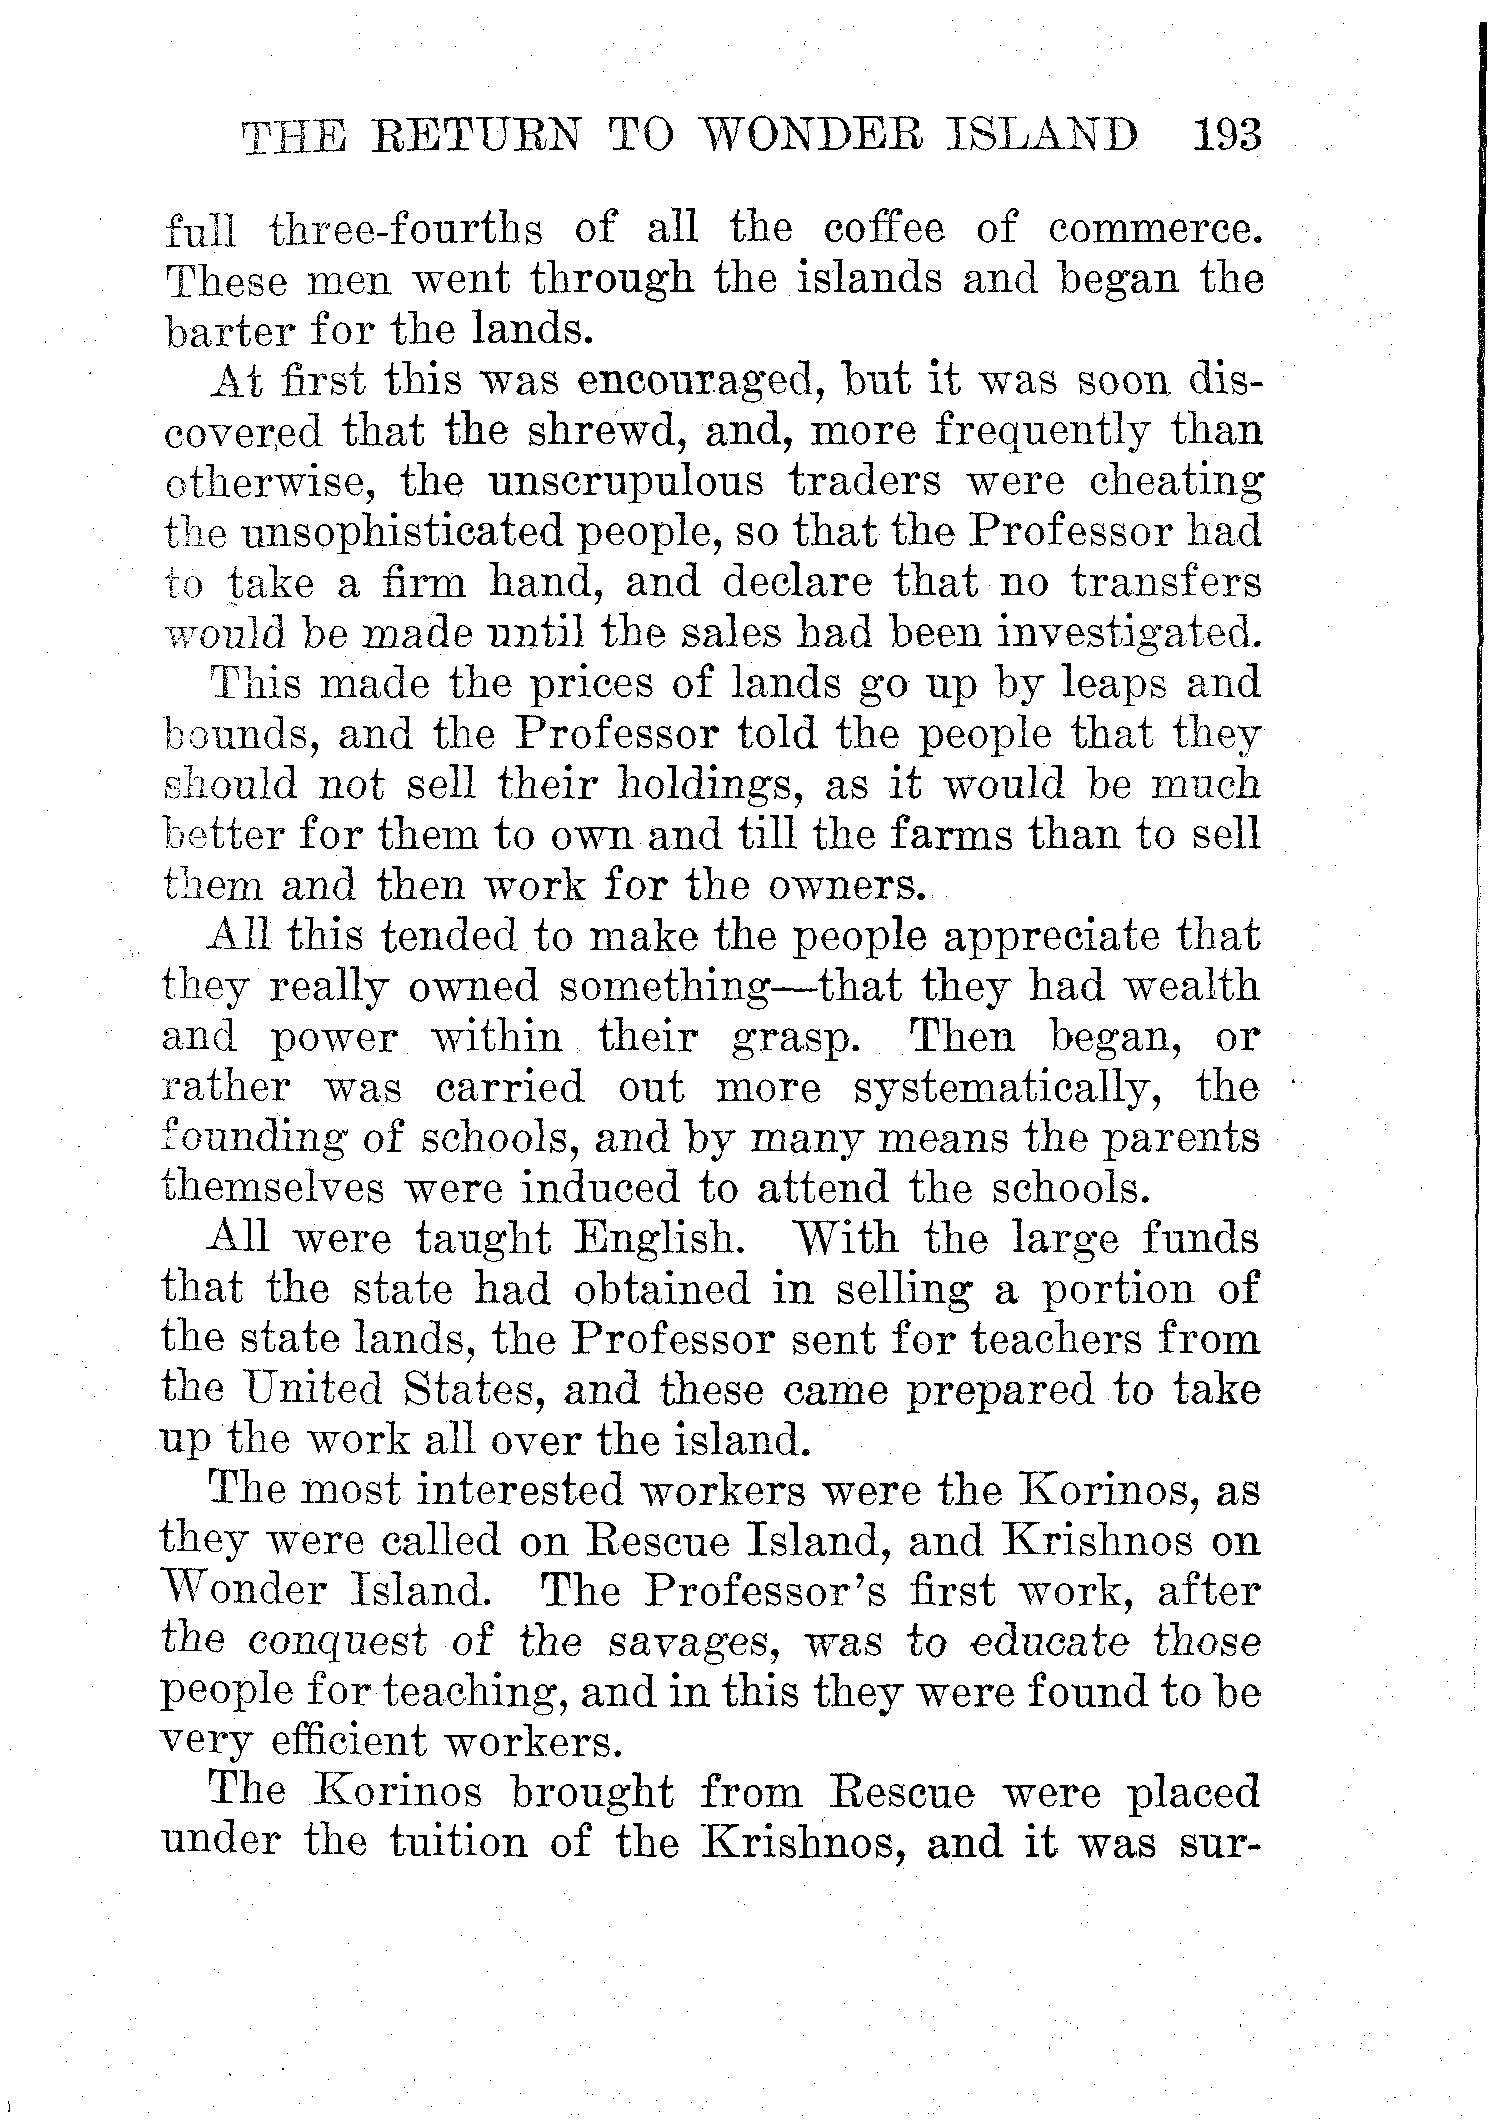 THE RETURN TO WONDER ISLAND 193
full three-fourths of all the coffee of commerce.
These men went through the islands and began the
barter for the lands.
At first this was encouraged, but it was soon dis-
covered that the shrewd, and, more frequently than
otherwise, the unscrupulous traders were cheating
the unsophisticated people, so that the Professor had
to take a firm hand, and declare that no transfers
would be made until the sales had been investigated.
This made the prices of lands go up by leaps and
bounds, and the Professor told the people that they
should not sell their holdings, as it would be much
better for them to own and till the farms than to sell
them and then work for the owners.
All this tended to make the people appreciate that
they really owned something—that they had wealth
and power within their grasp. Then began, or
rather was carried out more systematically, the
founding of schools, and by many means the parents
themselves were induced to attend the schools.
All were taught English. With the large funds
that the state had obtained in selling a portion of
the state lands, the Professor sent for teachers from
the United States, and these came prepared to take
up the work all over the island.
The most interested workers were the Korinos, as
they were called on Rescue Island, and Krishnos on
Wonder Island. The Professor's first work, after
the conquest of the savages, was to educate those
people for teaching, and in this they were found to be
very efficient workers.
The Korinos brought from Rescue were placed
under the tuition of the Krishnos, and it was sur-